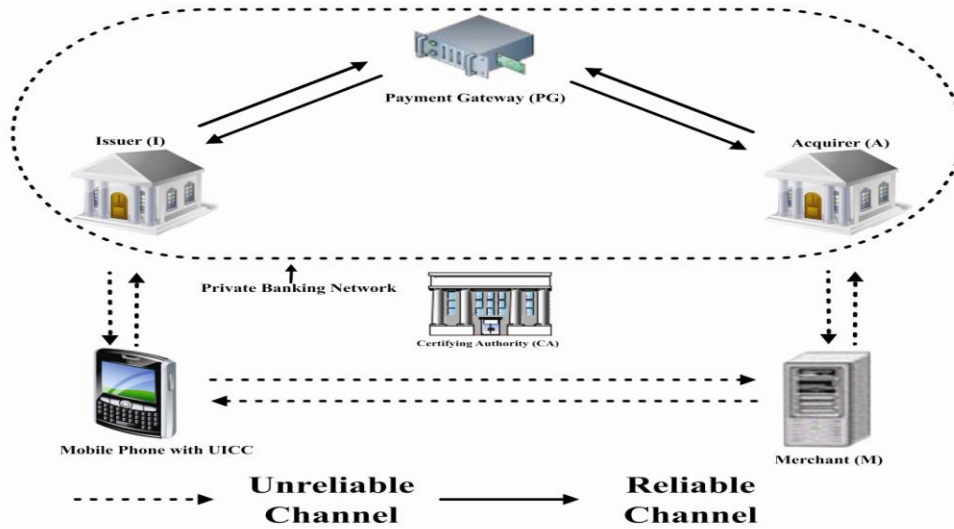 Payment Gateway (PG)
Issuer (I)
Acquirer (A)
Private Banking Network
Certifying Authority (CA)
Mobile Phone with UICC
Merchant (M)
Unreliable
Channel
Reliable
Channel